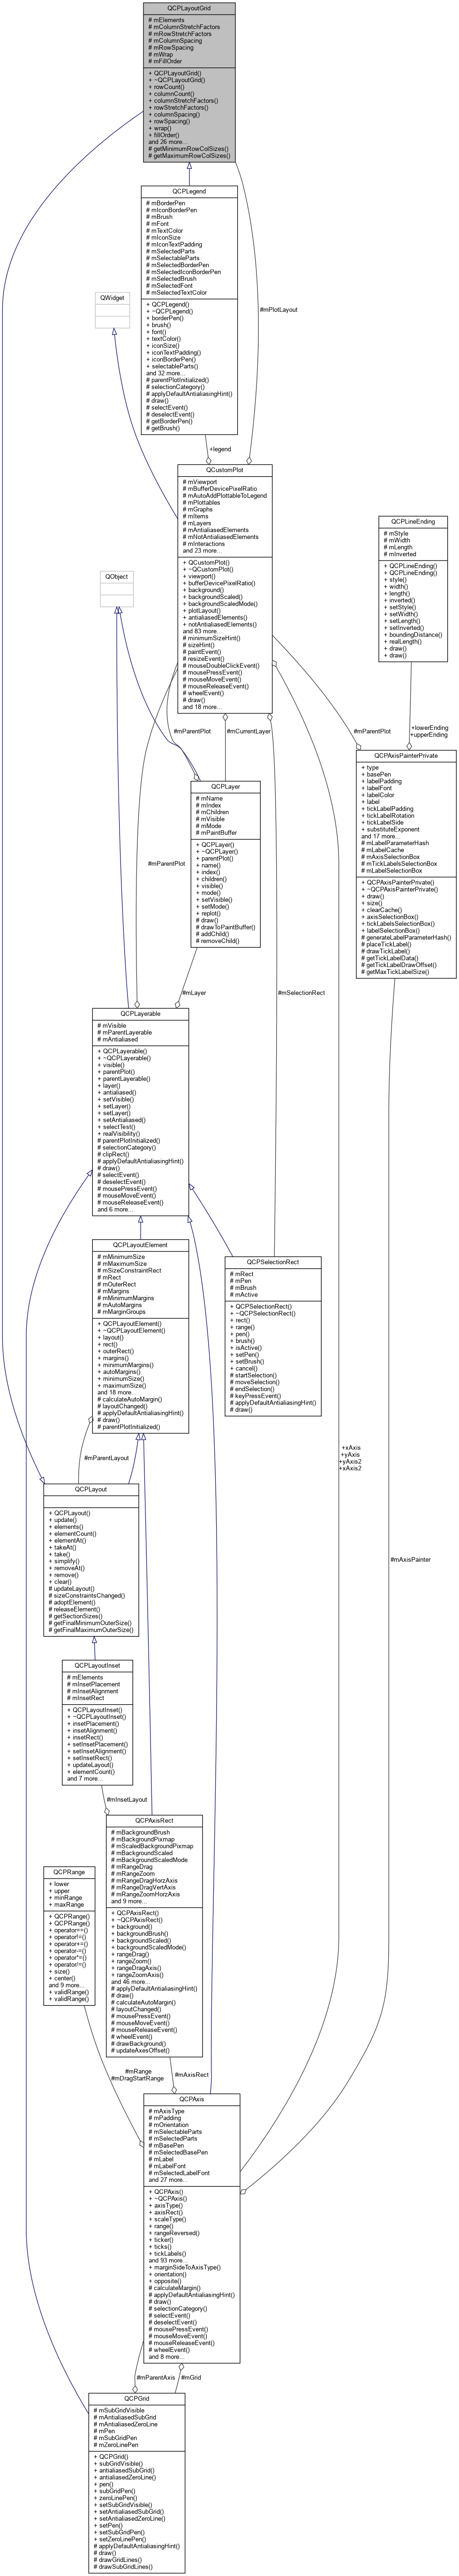 QCPLayoutGrid
# mElements
# mColumnStretchFactors
# mRowStretchFactors
# mColumnSpacing
# mRowSpacing
# mWrap
# mFillOrder
+ QCPLayoutGrid()
+ ~QCPLayoutGrid()
+ rowCount()
+ columnCount()
+ columnStretchFactors()
+ rowStretchFactors()
+ columnSpacing()
+ rowSpacing()
+ wrap()
+ fillOrder()
and 26 more...
# getMinimumRowColSizes()
# getMaximumRowColSizes()
QCPLegend
# mBorderPen
# mIconBorderPen
# mBrush
# mFont
# mTextColor
# mIconSize
# mIconTextPadding
# mSelectedParts
# mSelectableParts
# mSelectedBorderPen
# mSelectedIconBorderPen
# mSelectedBrush
# mSelectedFont
# mSelectedTextColor
+ QCPLegend()
+ ~QCPLegend()
+ borderPen()
+ brush()
+ font()
+ textColor()
+ iconSize()
+ iconTextPadding()
+ iconBorderPen()
+ selectableParts()
and 32 more...
# parentPlotInitialized()
# selectionCategory()
# applyDefaultAntialiasingHint()
# draw()
# selectEvent()
# deselectEvent()
# getBorderPen()
# getBrush()
#mPlotLayout
QWidget
+legend
QCustomPlot
# mViewport
# mBufferDevicePixelRatio
# mAutoAddPlottableToLegend
# mPlottables
# mGraphs
# mItems
# mLayers
# mAntialiasedElements
# mNotAntialiasedElements
# mInteractions
and 23 more...
+ QCustomPlot()
+ ~QCustomPlot()
+ viewport()
+ bufferDevicePixelRatio()
+ background()
+ backgroundScaled()
+ backgroundScaledMode()
+ plotLayout()
+ antialiasedElements()
+ notAntialiasedElements()
and 83 more...
# minimumSizeHint()
# sizeHint()
# paintEvent()
# resizeEvent()
# mouseDoubleClickEvent()
# mousePressEvent()
# mouseMoveEvent()
# mouseReleaseEvent()
# wheelEvent()
# draw()
and 18 more...
QCPLineEnding
# mStyle
# mWidth
# mLength
# mInverted
+ QCPLineEnding()
+ QCPLineEnding()
+ style()
+ width()
+ length()
+ inverted()
+ setStyle()
+ setWidth()
+ setLength()
+ setInverted()
+ boundingDistance()
+ realLength()
+ draw()
+ draw()
QObject
#mParentPlot
#mCurrentLayer
#mParentPlot
+lowerEnding
+upperEnding
QCPAxisPainterPrivate
+ type
+ basePen
+ labelPadding
+ labelFont
+ labelColor
+ label
+ tickLabelPadding
+ tickLabelRotation
+ tickLabelSide
+ substituteExponent
and 17 more...
# mLabelParameterHash
# mLabelCache
# mAxisSelectionBox
# mTickLabelsSelectionBox
# mLabelSelectionBox
+ QCPAxisPainterPrivate()
+ ~QCPAxisPainterPrivate()
+ draw()
+ size()
+ clearCache()
+ axisSelectionBox()
+ tickLabelsSelectionBox()
+ labelSelectionBox()
# generateLabelParameterHash()
# placeTickLabel()
# drawTickLabel()
# getTickLabelData()
# getTickLabelDrawOffset()
# getMaxTickLabelSize()
QCPLayer
# mName
# mIndex
# mChildren
# mVisible
# mMode
# mPaintBuffer
+ QCPLayer()
+ ~QCPLayer()
+ parentPlot()
+ name()
+ index()
+ children()
+ visible()
+ mode()
+ setVisible()
+ setMode()
+ replot()
# draw()
# drawToPaintBuffer()
# addChild()
# removeChild()
#mParentPlot
#mLayer
#mSelectionRect
QCPLayerable
# mVisible
# mParentLayerable
# mAntialiased
+ QCPLayerable()
+ ~QCPLayerable()
+ visible()
+ parentPlot()
+ parentLayerable()
+ layer()
+ antialiased()
+ setVisible()
+ setLayer()
+ setLayer()
+ setAntialiased()
+ selectTest()
+ realVisibility()
# parentPlotInitialized()
# selectionCategory()
# clipRect()
# applyDefaultAntialiasingHint()
# draw()
# selectEvent()
# deselectEvent()
# mousePressEvent()
# mouseMoveEvent()
# mouseReleaseEvent()
and 6 more...
QCPLayoutElement
# mMinimumSize
# mMaximumSize
# mSizeConstraintRect
# mRect
# mOuterRect
# mMargins
# mMinimumMargins
# mAutoMargins
# mMarginGroups
+ QCPLayoutElement()
+ ~QCPLayoutElement()
+ layout()
+ rect()
+ outerRect()
+ margins()
+ minimumMargins()
+ autoMargins()
+ minimumSize()
+ maximumSize()
and 18 more...
# calculateAutoMargin()
# layoutChanged()
# applyDefaultAntialiasingHint()
# draw()
# parentPlotInitialized()
QCPSelectionRect
# mRect
# mPen
# mBrush
# mActive
+ QCPSelectionRect()
+ ~QCPSelectionRect()
+ rect()
+ range()
+ pen()
+ brush()
+ isActive()
+ setPen()
+ setBrush()
+ cancel()
# startSelection()
# moveSelection()
# endSelection()
# keyPressEvent()
# applyDefaultAntialiasingHint()
# draw()
#mParentLayout
+xAxis
+yAxis
+yAxis2
+xAxis2
QCPLayout
+ QCPLayout()
+ update()
+ elements()
+ elementCount()
+ elementAt()
+ takeAt()
+ take()
+ simplify()
+ removeAt()
+ remove()
+ clear()
# updateLayout()
# sizeConstraintsChanged()
# adoptElement()
# releaseElement()
# getSectionSizes()
# getFinalMinimumOuterSize()
# getFinalMaximumOuterSize()
#mAxisPainter
QCPLayoutInset
# mElements
# mInsetPlacement
# mInsetAlignment
# mInsetRect
+ QCPLayoutInset()
+ ~QCPLayoutInset()
+ insetPlacement()
+ insetAlignment()
+ insetRect()
+ setInsetPlacement()
+ setInsetAlignment()
+ setInsetRect()
+ updateLayout()
+ elementCount()
and 7 more...
#mInsetLayout
QCPAxisRect
# mBackgroundBrush
# mBackgroundPixmap
# mScaledBackgroundPixmap
# mBackgroundScaled
# mBackgroundScaledMode
# mRangeDrag
# mRangeZoom
# mRangeDragHorzAxis
# mRangeDragVertAxis
# mRangeZoomHorzAxis
and 9 more...
+ QCPAxisRect()
+ ~QCPAxisRect()
+ background()
+ backgroundBrush()
+ backgroundScaled()
+ backgroundScaledMode()
+ rangeDrag()
+ rangeZoom()
+ rangeDragAxis()
+ rangeZoomAxis()
and 46 more...
# applyDefaultAntialiasingHint()
# draw()
# calculateAutoMargin()
# layoutChanged()
# mousePressEvent()
# mouseMoveEvent()
# mouseReleaseEvent()
# wheelEvent()
# drawBackground()
# updateAxesOffset()
QCPRange
+ lower
+ upper
+ minRange
+ maxRange
+ QCPRange()
+ QCPRange()
+ operator==()
+ operator!=()
+ operator+=()
+ operator-=()
+ operator*=()
+ operator/=()
+ size()
+ center()
and 9 more...
+ validRange()
+ validRange()
#mRange
#mDragStartRange
#mAxisRect
QCPAxis
# mAxisType
# mPadding
# mOrientation
# mSelectableParts
# mSelectedParts
# mBasePen
# mSelectedBasePen
# mLabel
# mLabelFont
# mSelectedLabelFont
and 27 more...
+ QCPAxis()
+ ~QCPAxis()
+ axisType()
+ axisRect()
+ scaleType()
+ range()
+ rangeReversed()
+ ticker()
+ ticks()
+ tickLabels()
and 93 more...
+ marginSideToAxisType()
+ orientation()
+ opposite()
# calculateMargin()
# applyDefaultAntialiasingHint()
# draw()
# selectionCategory()
# selectEvent()
# deselectEvent()
# mousePressEvent()
# mouseMoveEvent()
# mouseReleaseEvent()
# wheelEvent()
and 8 more...
#mParentAxis
#mGrid
QCPGrid
# mSubGridVisible
# mAntialiasedSubGrid
# mAntialiasedZeroLine
# mPen
# mSubGridPen
# mZeroLinePen
+ QCPGrid()
+ subGridVisible()
+ antialiasedSubGrid()
+ antialiasedZeroLine()
+ pen()
+ subGridPen()
+ zeroLinePen()
+ setSubGridVisible()
+ setAntialiasedSubGrid()
+ setAntialiasedZeroLine()
+ setPen()
+ setSubGridPen()
+ setZeroLinePen()
# applyDefaultAntialiasingHint()
# draw()
# drawGridLines()
# drawSubGridLines()